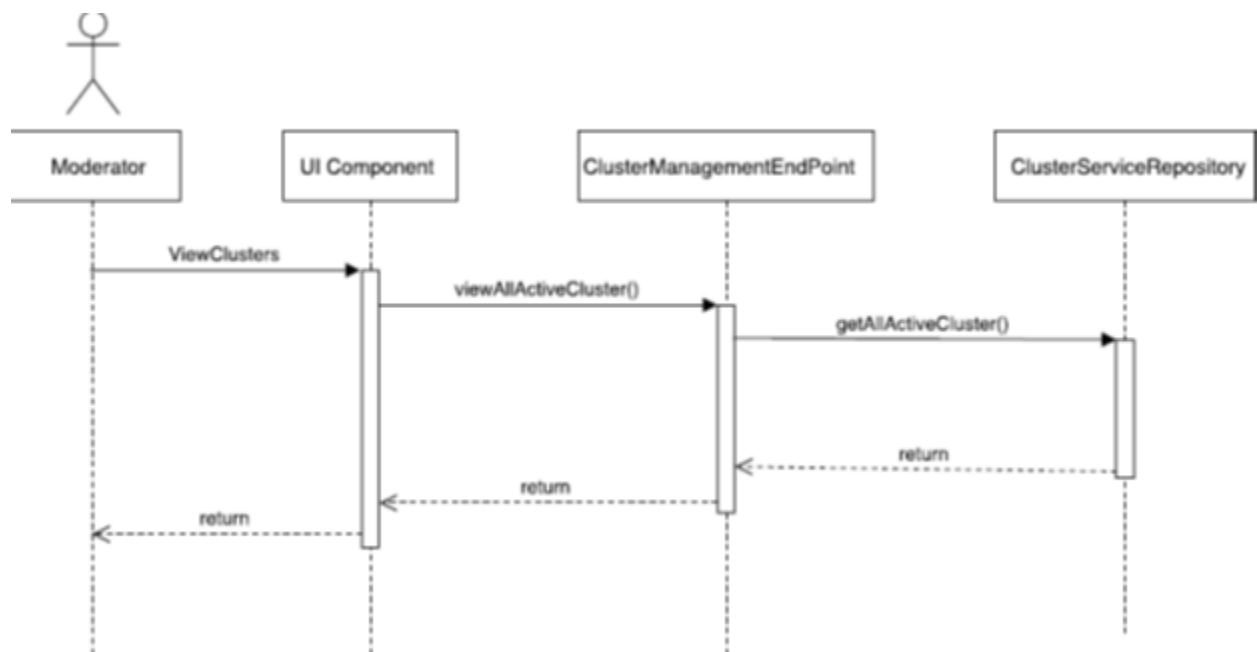 Moderator
UI Component
ClusterManagementEndPoint
ClusterServiceRepository
ViewClusters
viewAllActiveCluster()
getAllActiveCluster()
return
return
return